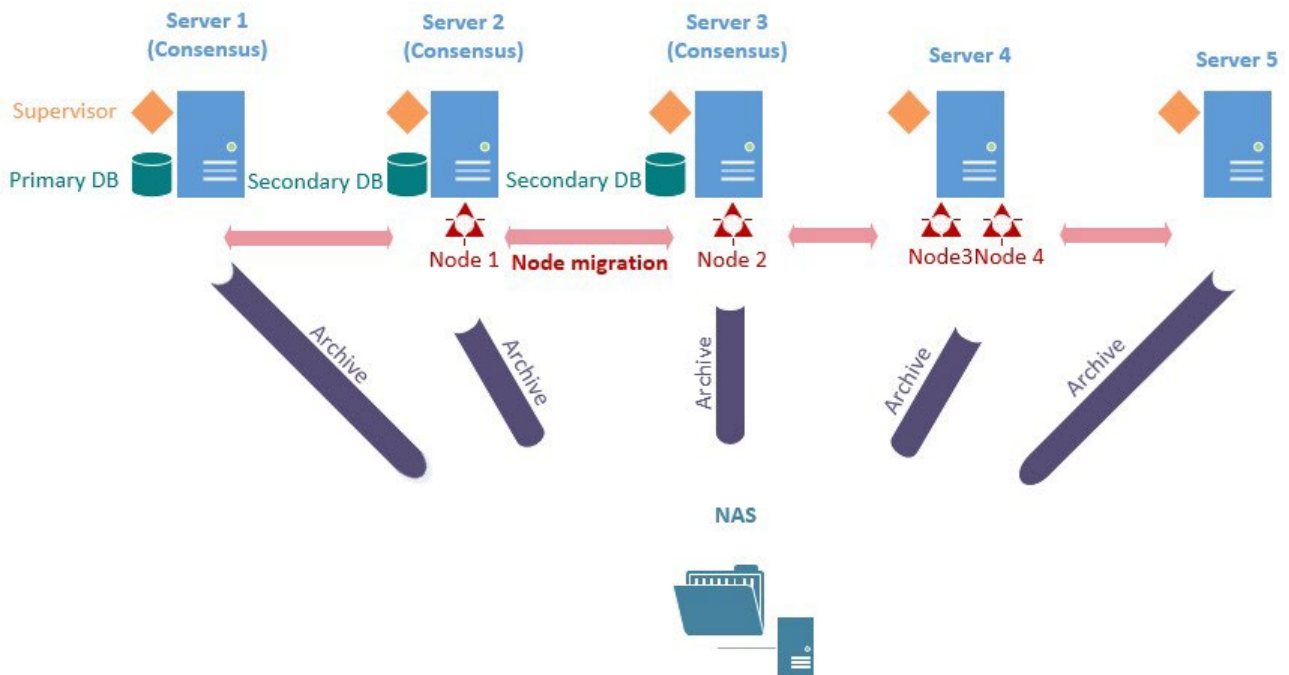 Server 1
(Consensus)
Server 2
(Consensus)
Server 3
(Consensus)
Server 4
Server 5
Supervisor
Primary DB
Secondary DB
Secondary DB
Node 1
Node migration
Node 2
Node3
Node 4
Archive
Archive
Archive
Archive
Archive
NAS